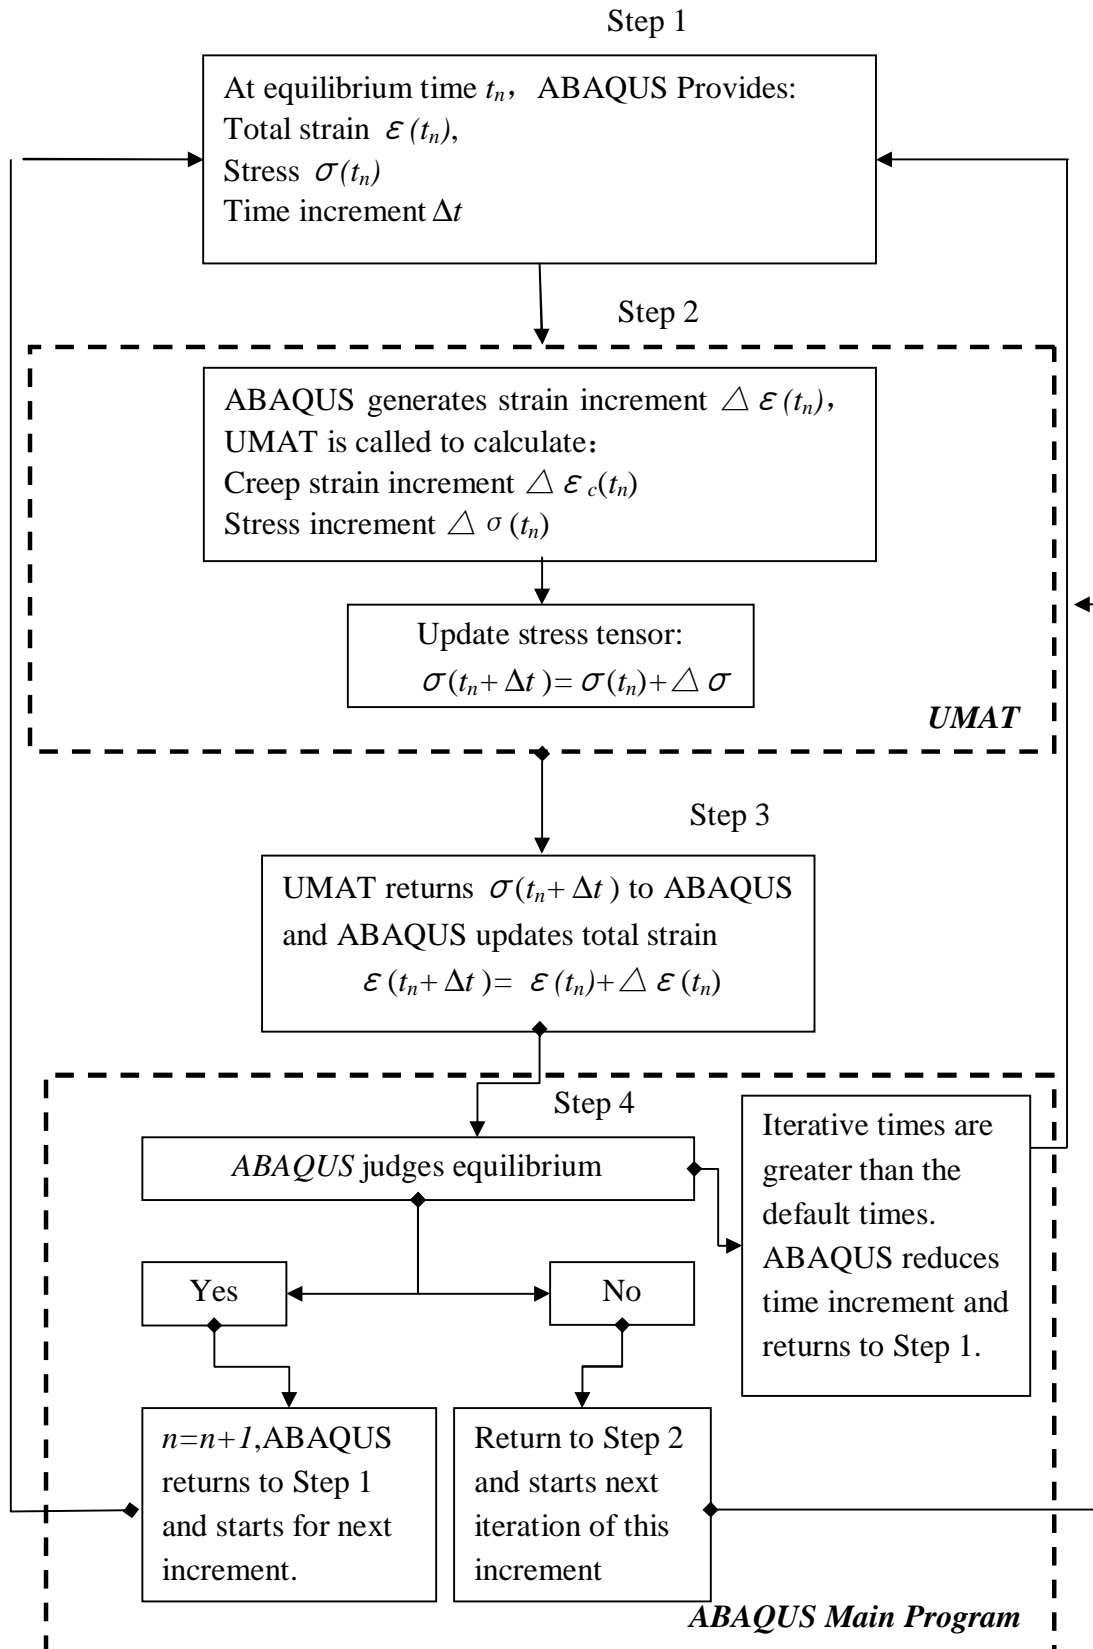 Step 1
At equilibrium time tₙ，ABAQUS Provides:
Total strain ε(tₙ),
Stress σ(tₙ)
Time increment Δt
Step 2
ABAQUS generates strain increment △ε(tₙ),
UMAT is called to calculate：
Creep strain increment △ε꜀(tₙ)
Stress increment △σ(tₙ)
Update stress tensor:
σ(tₙ+Δt)=σ(tₙ)+△σ
UMAT
Step 3
UMAT returns σ(tₙ+Δt) to ABAQUS
and ABAQUS updates total strain
ε(tₙ+Δt)= ε(tₙ)+△ε(tₙ)
Step 4
ABAQUS judges equilibrium
Iterative times are
greater than the
default times.
ABAQUS reduces
time increment and
returns to Step 1.
Yes
No
n=n+1,ABAQUS
returns to Step 1
and starts for next
increment.
Return to Step 2
and starts next
iteration of this
increment
ABAQUS Main Program